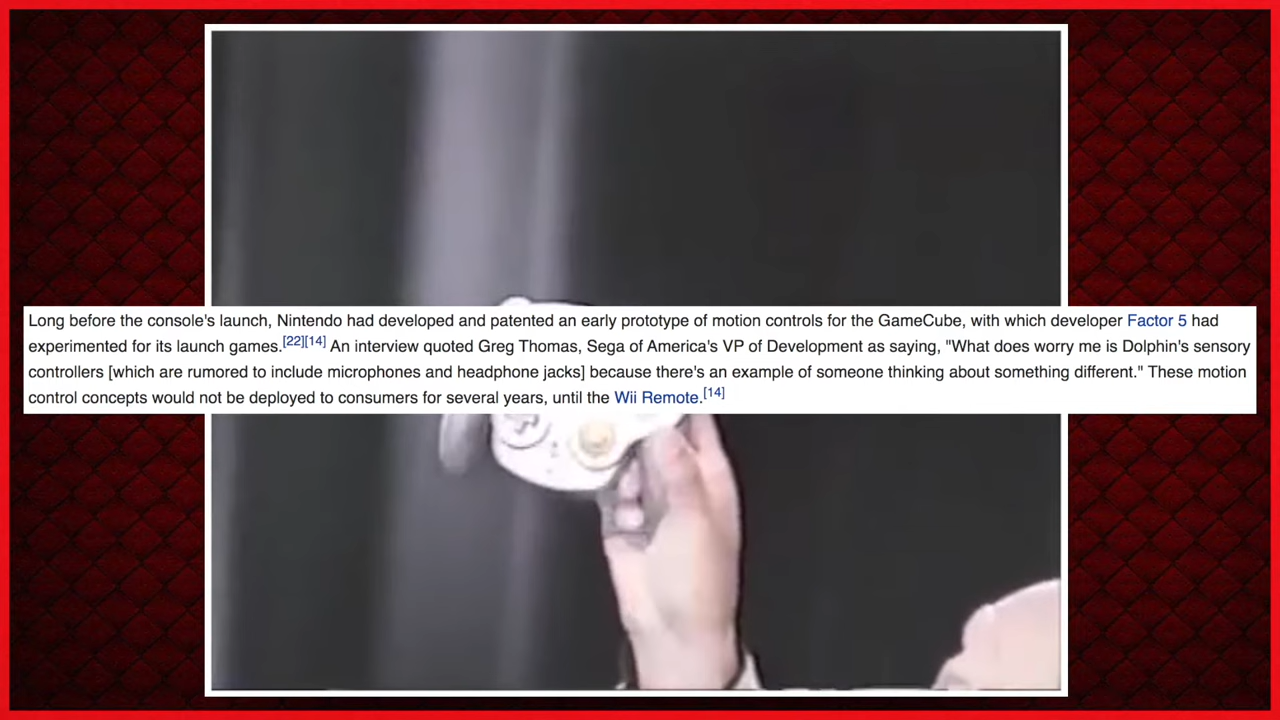 Long before the console's launch, Nintendo had developed and patented an early prototype of motion controls for the GameCube, with which developer Factor 5 had
experimented for its launch games.[22][14] An interview quoted Greg Thomas, Sega of America's VP of Development as saying, "What does worry me is Dolphin's sensory
controllers [which are rumored to include microphones and headphone jacks] because there's an example of someone thinking about something different." These motion
control concepts would not be deployed to consumers for several years, until the Wii Remote.[14]